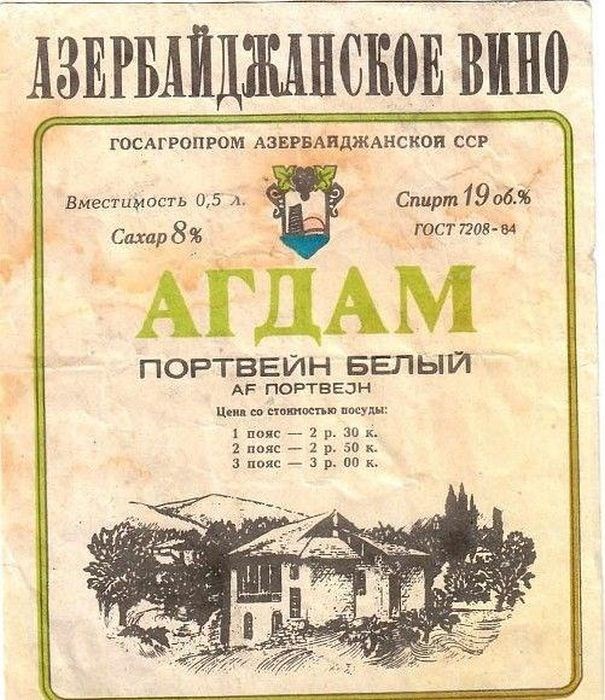 АЗЕРБАЙДЖАНСКОЕ ВИНО
ГОСАГРОПРОМ АЗЕРБАЙДЖАНСКОЙ ССР
Вместимость 0,5 л.
Сахар 8%
Спирт 19 об.%
ГОСТ 7208-84
АГДАМ
ПОРТВЕЙН БЕЛЫЙ
АҒ ПОРТВЕЈН
Цена со стоимостью посуды:
1 пояс — 2 р. 30 к.
2 пояс — 2 р. 50 к.
3 пояс — 3 р. 00 к.